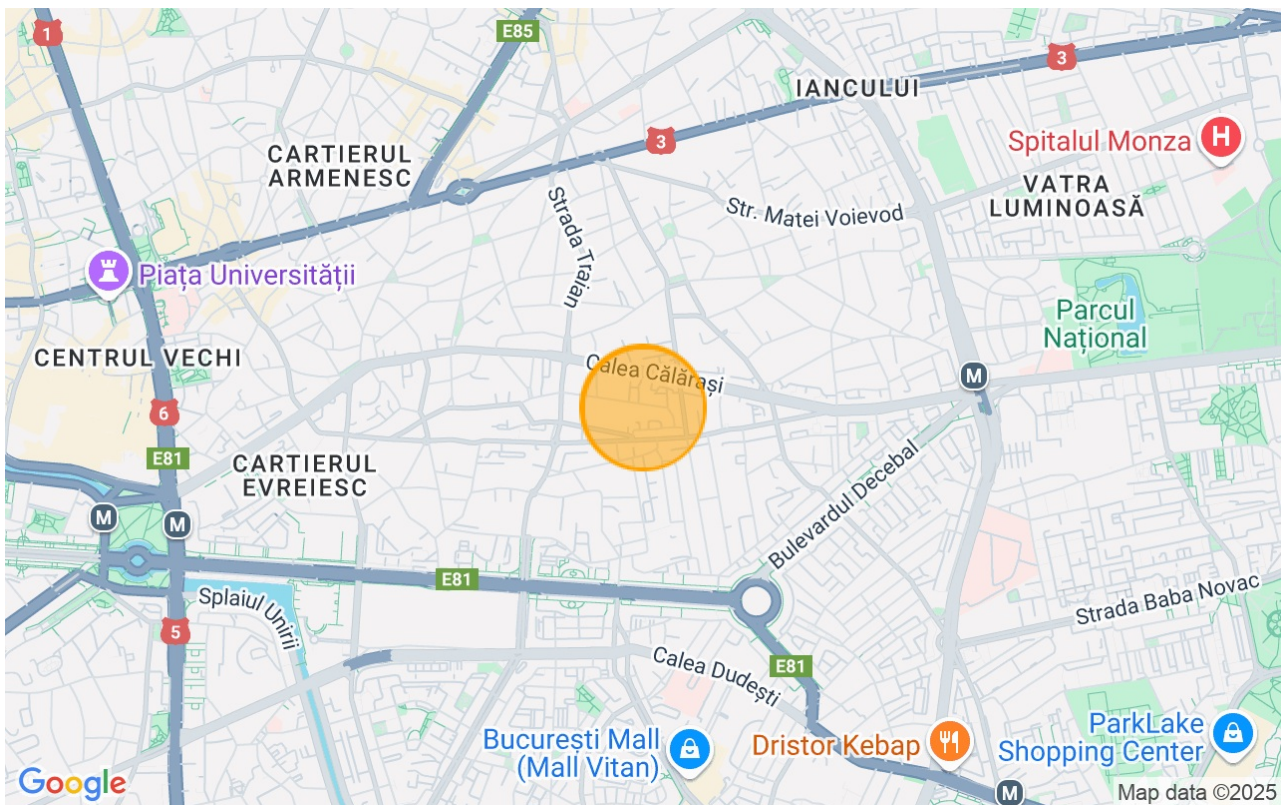 1
E85
3
IANCULUI
3
Spitalul Monza
H
CARTIERUL
ARMENESC
VATRA
LUMINOASĂ
Strada Traian
Str. Matei Voievod
Piața Universității
Parcul
Național
CENTRUL VECHI
Calea Călărași
M
6
E81
CARTIERUL
EVREIESC
Bulevardul Decebal
M
M
E81
Splaiul Unirii
Strada Baba Novac
5
Calea Dudești
E81
București Mall
(Mall Vitan)
Dristor Kebap
ParkLake
Shopping Center
Google
M
Map data ©2025